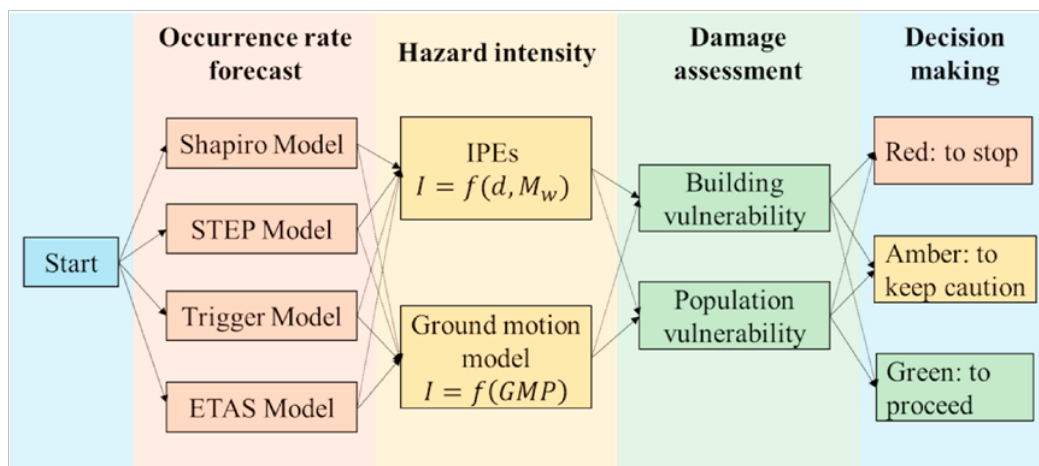 Occurrence rate
forecast
Hazard intensity
Damage
assessment
Decision
making
Start
Shapiro Model
STEP Model
Trigger Model
ETAS Model
IPEs
I = f(d, M_w)
Ground motion
model
I = f(GMP)
Building
vulnerability
Population
vulnerability
Red: to stop
Amber: to
keep caution
Green: to
proceed